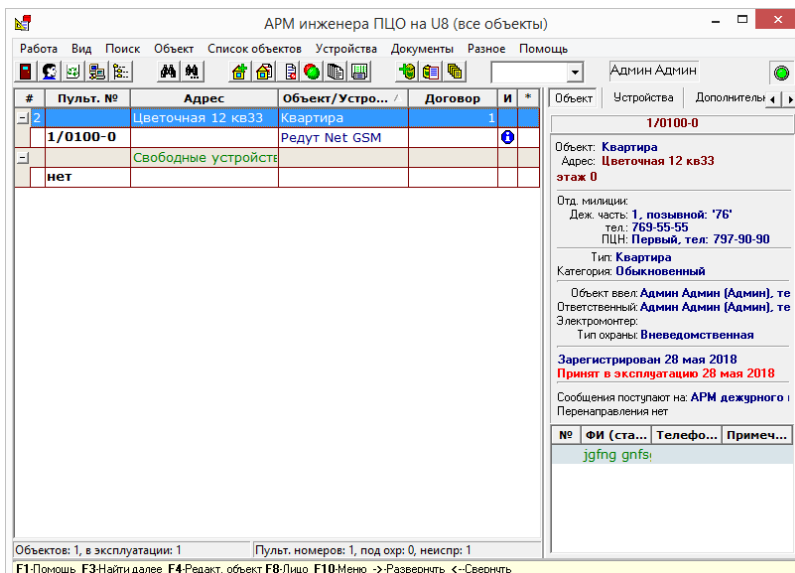 АРМ инженера ПЦО на U8 (все объекты)
Работа Вид Поиск Объект Список объектов Устройства Документы Разное Помощь
Админ Админ
# Пульт. № Адрес Объект/Устро... Договор И *
2 Цветочная 12 кв33 Квартира 1
1/0100-0 Редут Net GSM
Свободные устройств
нет
Объектов: 1, в эксплуатации: 1 Пульт. номеров: 1, под охр: 0, неиспр: 1
Объект Устройства Дополнительн
1/0100-0
Объект: Квартира
Адрес: Цветочная 12 кв33
этаж 0
Отд. милиции:
Деж. часть: 1, позывной: '76'
тел.: 769-55-55
ПЦН: Первый, тел: 797-90-90
Тип: Квартира
Категория: Обыкновенный
Объект ввел: Админ Админ (Админ), те
Ответственный: Админ Админ (Админ), те
Электромонтер:
Тип охраны: Вневедомственная
Зарегистрирован 28 мая 2018
Принят в эксплуатацию 28 мая 2018
Сообщения поступают на: АРМ дежурного
Перенаправления нет
№ ФИ (ста... Телефо... Примеч...
jgfng gnfs
F1-Помощь F3-Найти далее F4-Редакт. объект F8-Лицо F10-Меню ->-Развернуть <--Свернуть